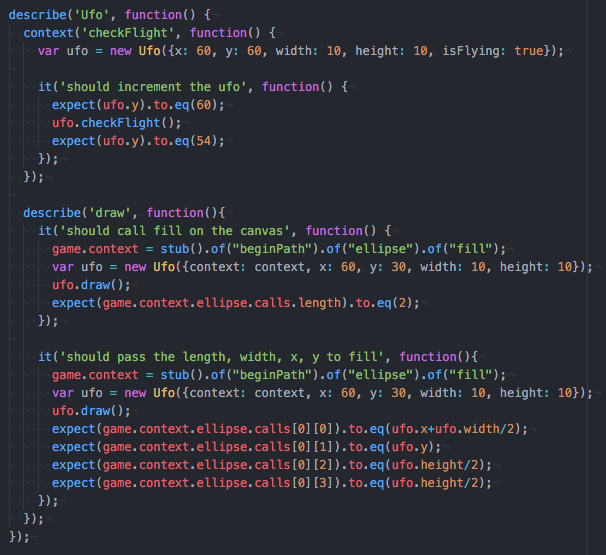 describe('Ufo', function() {
  context('checkFlight', function() {
    var ufo = new Ufo({x: 60, y: 60, width: 10, height: 10, isFlying: true});

    it('should increment the ufo', function() {
      expect(ufo.y).to.eq(60);
      ufo.checkFlight();
      expect(ufo.y).to.eq(54);
    });
  });

  describe('draw', function(){
    it('should call fill on the canvas', function() {
      game.context = stub().of("beginPath").of("ellipse").of("fill");
      var ufo = new Ufo({context: context, x: 60, y: 30, width: 10, height: 10});
      ufo.draw();
      expect(game.context.ellipse.calls.length).to.eq(2);
    });

    it('should pass the length, width, x, y to fill', function(){
      game.context = stub().of("beginPath").of("ellipse").of("fill");
      var ufo = new Ufo({context: context, x: 60, y: 30, width: 10, height: 10});
      ufo.draw();
      expect(game.context.ellipse.calls[0][0]).to.eq(ufo.x+ufo.width/2);
      expect(game.context.ellipse.calls[0][1]).to.eq(ufo.y);
      expect(game.context.ellipse.calls[0][2]).to.eq(ufo.height/2);
      expect(game.context.ellipse.calls[0][3]).to.eq(ufo.height/2);
    });
  });
});